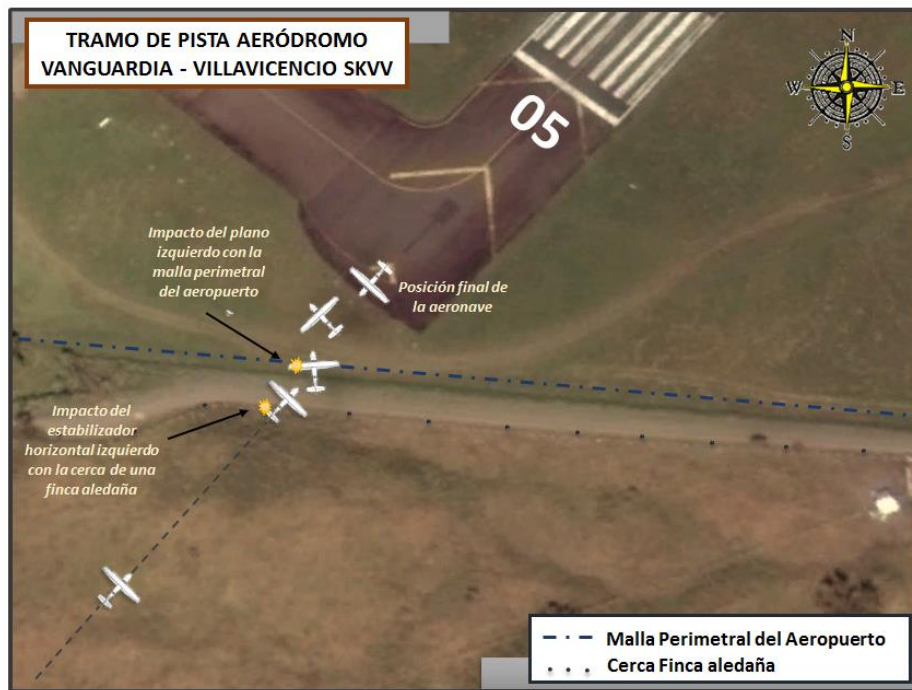 TRAMO DE PISTA AERÓDROMO
VANGUARDIA - VILLAVICENCIO SKVV
N
W
E
S
05
Impacto del plano
izquierdo con la
malla perimetral
del aeropuerto
Posición final de
la aeronave
Impacto del
estabilizador
horizontal izquierdo
con la cerca de una
finca aledaña
Malla Perimetral del Aeropuerto
Cerca Finca aledaña